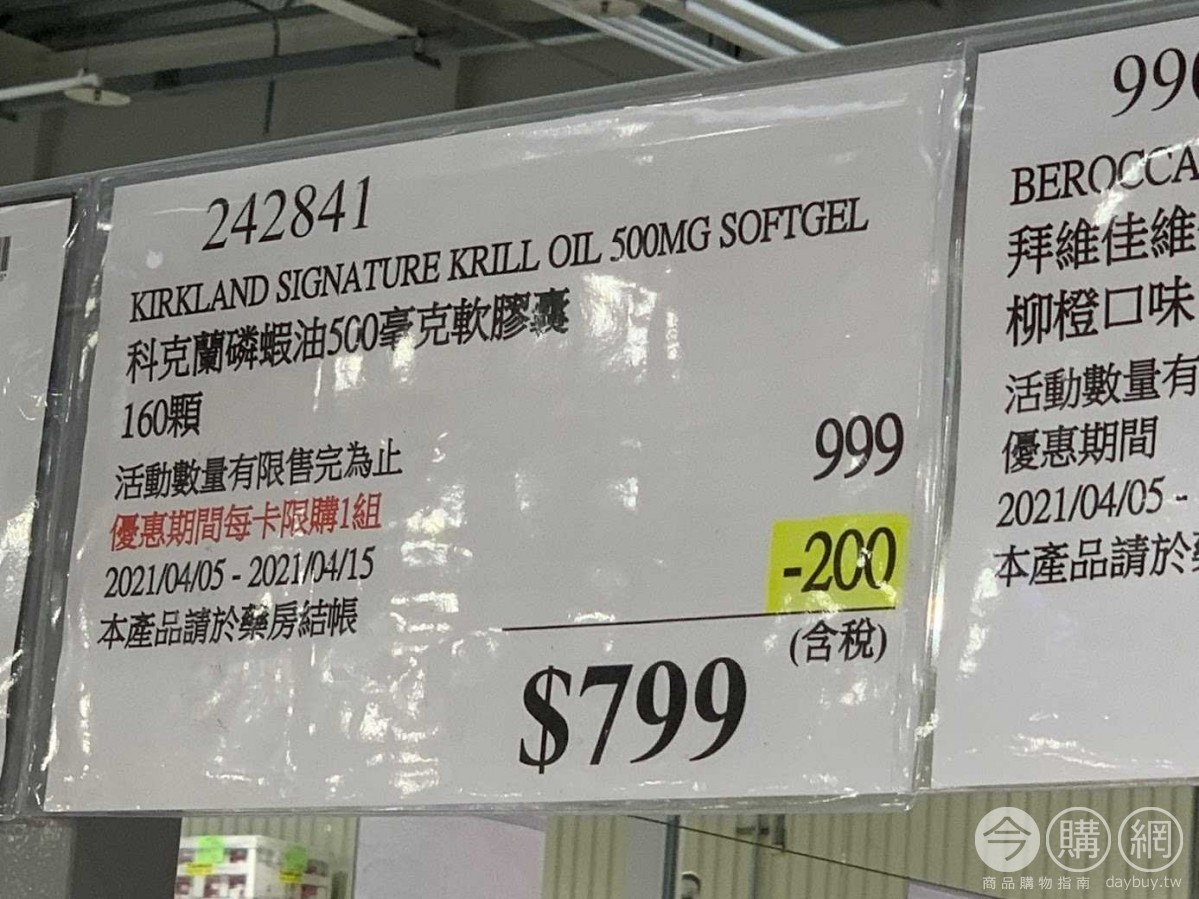 242841
KIRKLAND SIGNATURE KRILL OIL 500MG SOFTGEL
科克蘭磷蝦油500毫克軟膠囊
160顆
活動數量有限售完為止
999
優惠期間每卡限購1組
2021/04/05 - 2021/04/15
-200
本產品請於藥房結帳
(含稅)
$799
990
BEROCCA
拜維佳維
柳橙口味
活動數量有
優惠期間
2021/04/05 -
本產品請於
今購網
商品購物指南 daybuy.tw